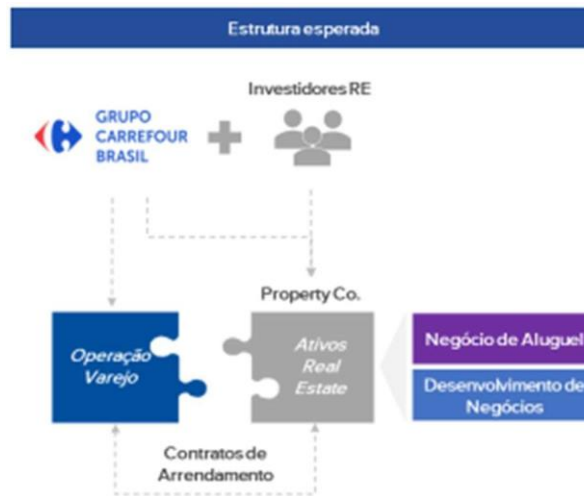 Estrutura esperada
Investidores RE
GRUPO
CARREFOUR
BRASIL
Property Co.
Operação
Varejo
Ativos
Real
Estate
Negócio de Aluguel
Desenvolvimento de
Negócios
Contratos de
Arrendamento